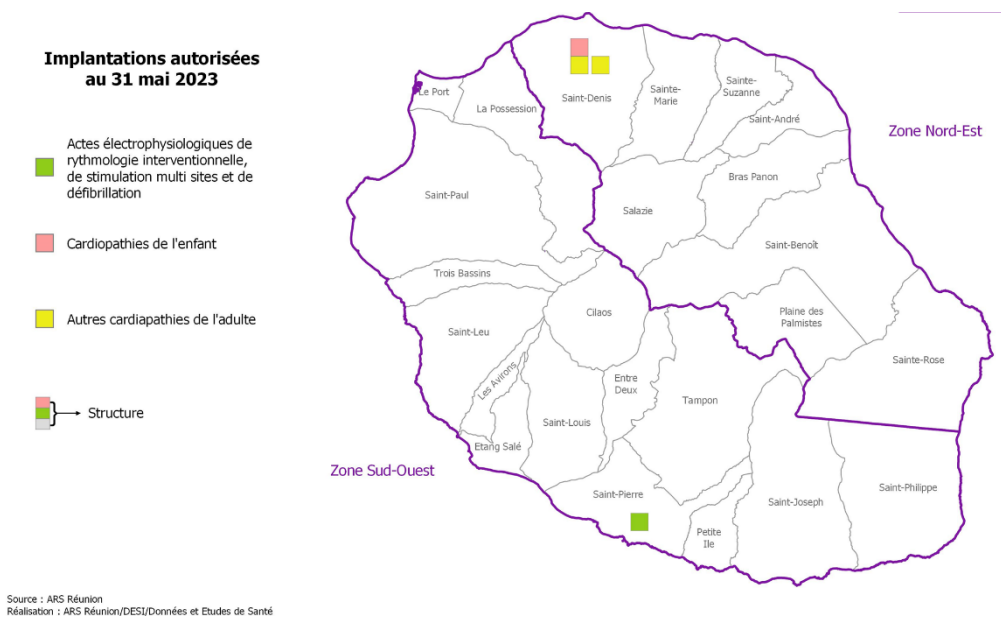 Implantations autorisées
au 31 mai 2023
Actes électrophysiologiques de
rythmologie interventionnelle,
de stimulation multi sites et de
défibrillation
Cardiopathies de l'enfant
Autres cardiapathies de l'adulte
Structure
Le Port
La Possession
Saint-Denis
Sainte-
Marie
Sainte-
Suzanne
Saint-André
Zone Nord-Est
Bras Panon
Saint-Paul
Salazie
Saint-Benoît
Trois Bassins
Cilaos
Plaine des
Palmistes
Saint-Leu
Sainte-Rose
Les Avirons
Entre
Deux
Tampon
Saint-Louis
Etang Salé
Zone Sud-Ouest
Saint-Pierre
Petite
Ile
Saint-Joseph
Saint-Philippe
Source : ARS Réunion
Réalisation : ARS Réunion/DESI/Données et Etudes de Santé